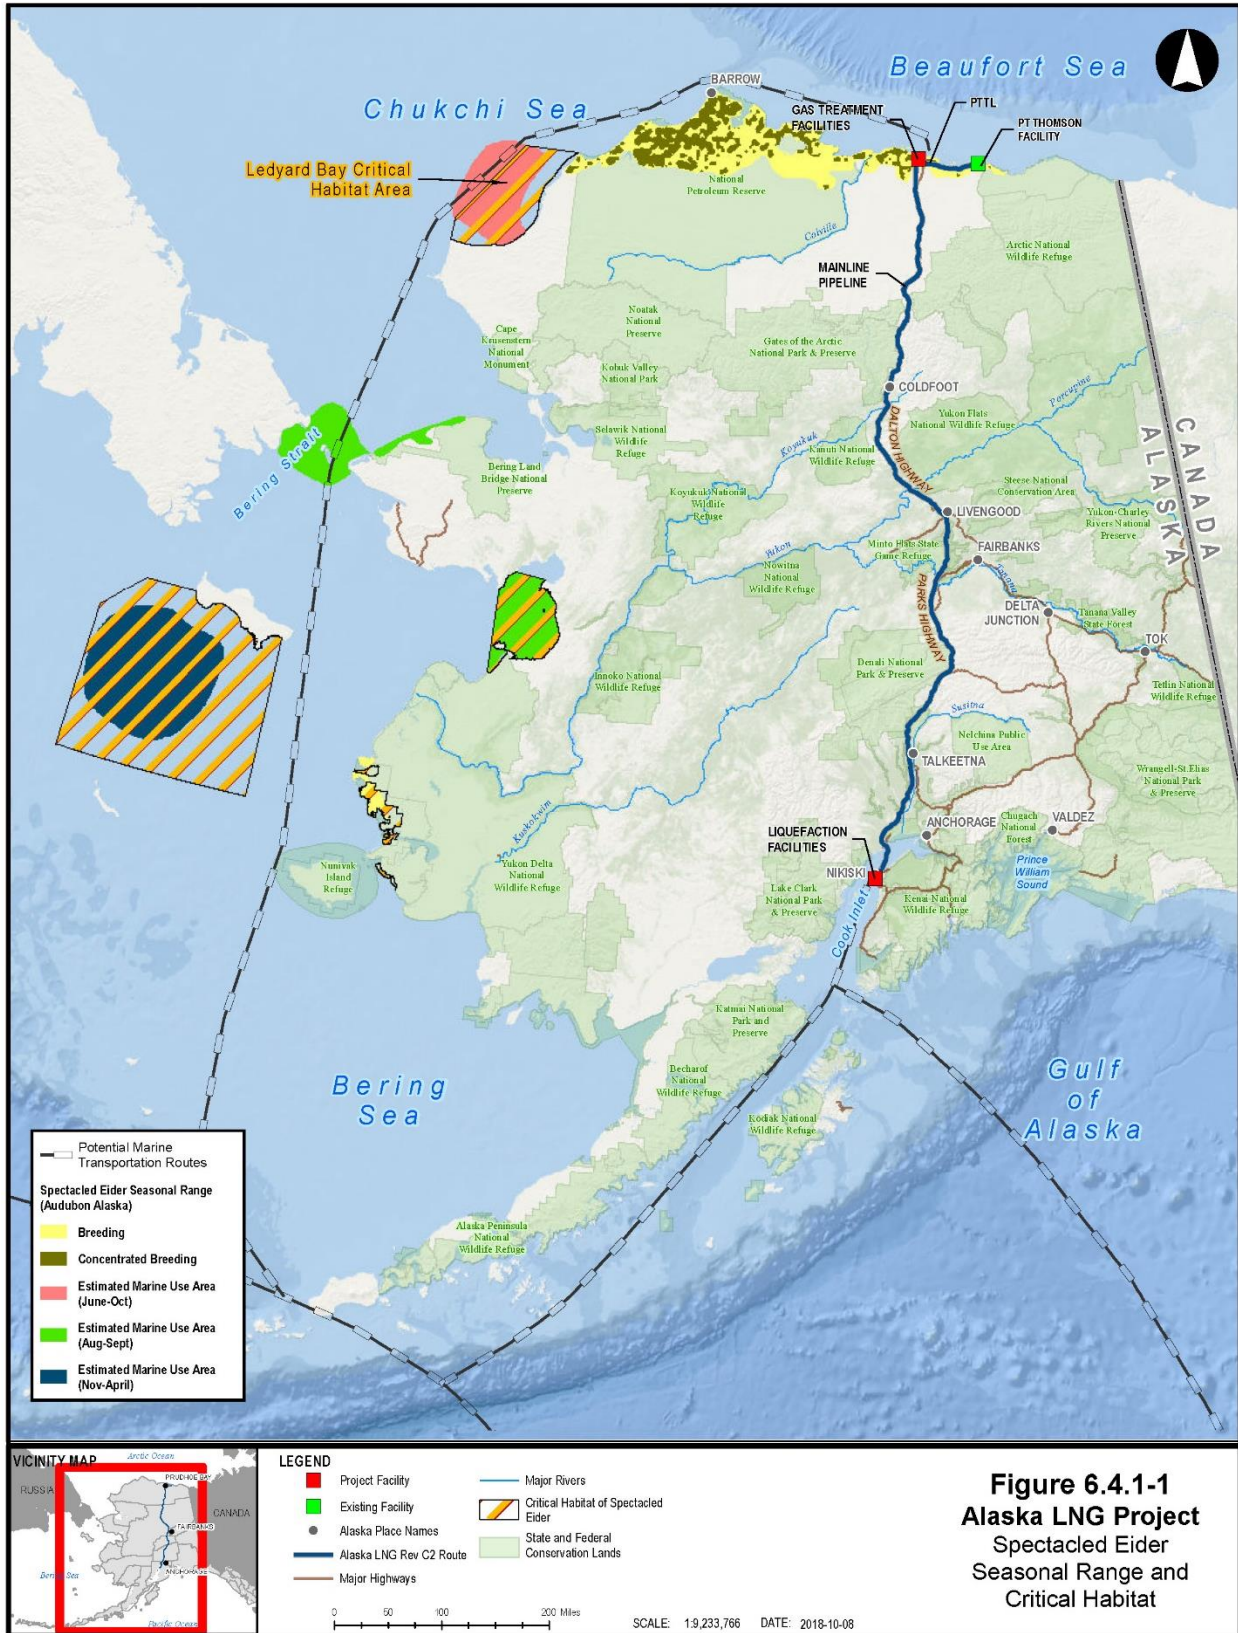 Beaufort Sea
BARROW
Chukchi Sea
GAS TREATMENT
FACILITIES
PTTL
PT THOMSON
FACILITY
Ledyard Bay Critical
Habitat Area
National
Petroleum Reserve
Colville
Arctic National
Wildlife Refuge
MAINLINE
PIPELINE
Noatak
National
Preserve
Cape
Krusenstern
National
Monument
Gates of the Arctic
National Park & Preserve
Kobuk Valley
National Park
COLDFOOT
Porcupine
Yukon Flats
National Wildlife Refuge
DALTON HIGHWAY
Selawik National
Wildlife
Refuge
Koyukuk
Kanuti National
Wildlife Refuge
CANADA
ALASKA
Bering Strait
Bering Land
Bridge National
Preserve
Steese National
Conservation Area
Koyukuk National
Wildlife
Refuge
LIVENGOOD
Yukon-Charley
Rivers National
Preserve
Yukon
Minto Flats State
Game Refuge
FAIRBANKS
Nowitna
National
Wildlife Refuge
Tanana
PARKS HIGHWAY
DELTA
JUNCTION
Tanana Valley
State Forest
TOK
Denali National
Park & Preserve
Innoko National
Wildlife Refuge
Tetlin National
Wildlife Refuge
Susitna
Nelchina Public
Use Area
TALKEETNA
Wrangell-St.Elias
National Park
& Preserve
Kuskokwim
LIQUEFACTION
FACILITIES
ANCHORAGE
Chugach
National
Forest
VALDEZ
Nunivak
Island
Refuge
Yukon Delta
National
Wildlife Refuge
NIKISKI
Prince
William
Sound
Lake Clark
National Park
& Preserve
Kenai National
Wildlife Refuge
Cook Inlet
Katmai National
Park and
Preserve
Bering
Sea
Becharof
National
Wildlife Refuge
Kodiak National
Wildlife Refuge
Gulf
of
Alaska
Alaska Peninsula
National
Wildlife Refuge
Potential Marine
Transportation Routes
Spectacled Eider Seasonal Range
(Audubon Alaska)
Breeding
Concentrated Breeding
Estimated Marine Use Area
(June-Oct)
Estimated Marine Use Area
(Aug-Sept)
Estimated Marine Use Area
(Nov-April)
VICINITY MAP
Arctic Ocean
PRUDHOE BAY
RUSSIA
CANADA
FAIRBANKS
Bering Sea
ANCHORAGE
Pacific Ocean
LEGEND
Project Facility
Existing Facility
Alaska Place Names
Alaska LNG Rev C2 Route
Major Highways
Major Rivers
Critical Habitat of Spectacled
Eider
State and Federal
Conservation Lands
0 50 100 200 Miles
SCALE: 1:9,233,766 DATE: 2018-10-08
Figure 6.4.1-1
Alaska LNG Project
Spectacled Eider
Seasonal Range and
Critical Habitat